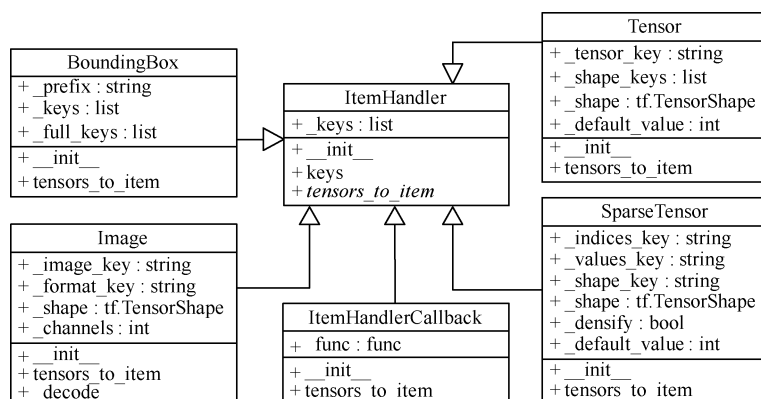 BoundingBox
+ _prefix : string
+ _keys : list
+ _full_keys : list
+ __init__
+ tensors_to_item
ItemHandler
+ _keys : list
+ __init__
+ keys
+ tensors_to_item
Tensor
+ _tensor_key : string
+ _shape_keys : list
+ _shape : tf.TensorShape
+ _default_value : int
+ __init__
+ tensors_to_item
Image
+ _image_key : string
+ _format_key : string
+ _shape : tf.TensorShape
+ _channels : int
+ __init__
+ tensors_to_item
+ _decode
ItemHandlerCallback
+ _func : func
+ __init__
+ tensors_to_item
SparseTensor
+ _indices_key : string
+ _values_key : string
+ _shape_key : string
+ _shape : tf.TensorShape
+ _densify : bool
+ _default_value : int
+ __init__
+ tensors_to_item